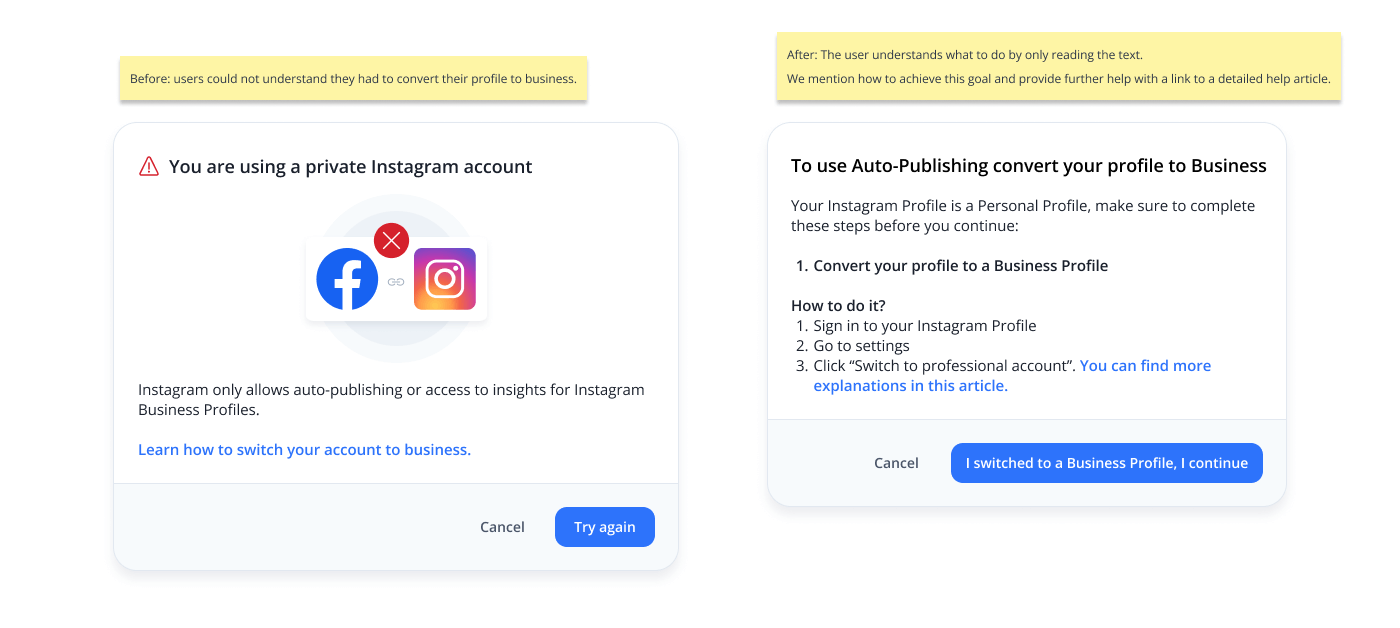 Before: users could not understand they had to convert their profile to business.
You are using a private Instagram account
Instagram only allows auto-publishing or access to insights for Instagram
Business Profiles.
Learn how to switch your account to business.
Cancel
Try again
After: The user understands what to do by only reading the text.
We mention how to achieve this goal and provide further help with a link to a detailed help article.
To use Auto-Publishing convert your profile to Business
Your Instagram Profile is a Personal Profile, make sure to complete
these steps before you continue:
1. Convert your profile to a Business Profile
How to do it?
1. Sign in to your Instagram Profile
2. Go to settings
3. Click “Switch to professional account”. You can find more
explanations in this article.
Cancel
I switched to a Business Profile, I continue